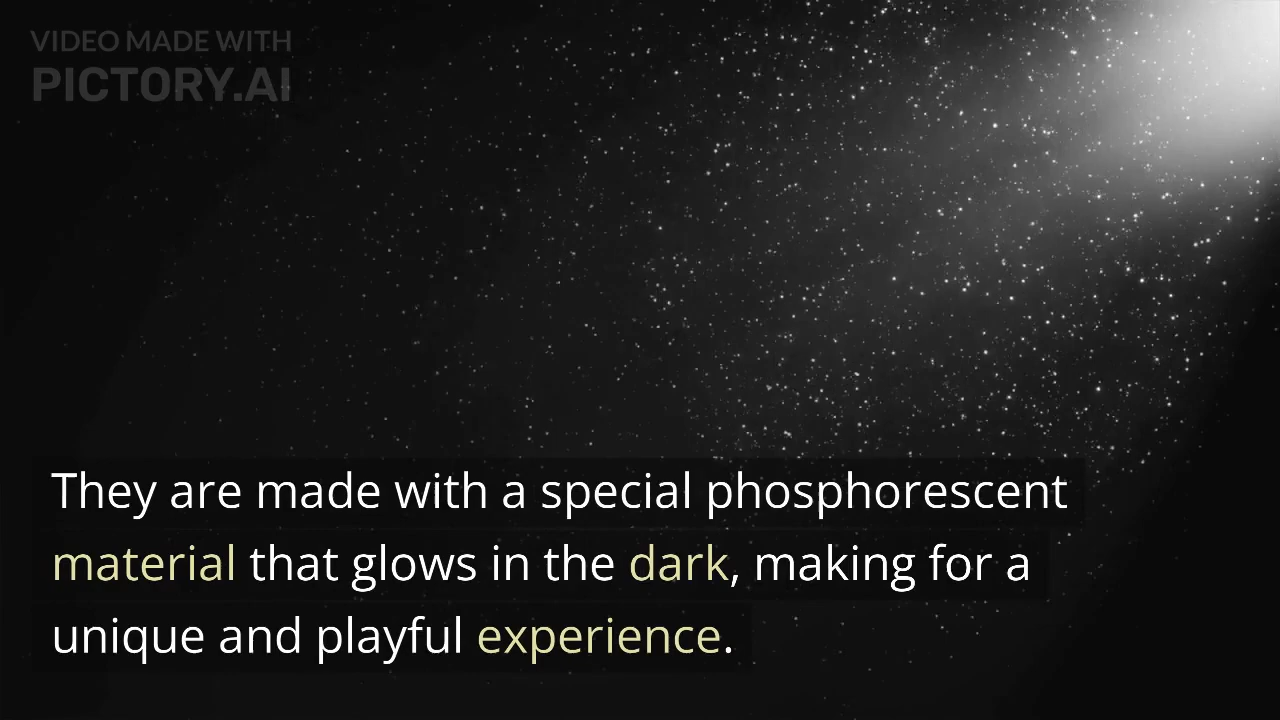 VIDEO MADE WITH
PICTORY.AI
They are made with a special phosphorescent
material that glows in the dark, making for a
unique and playful experience.